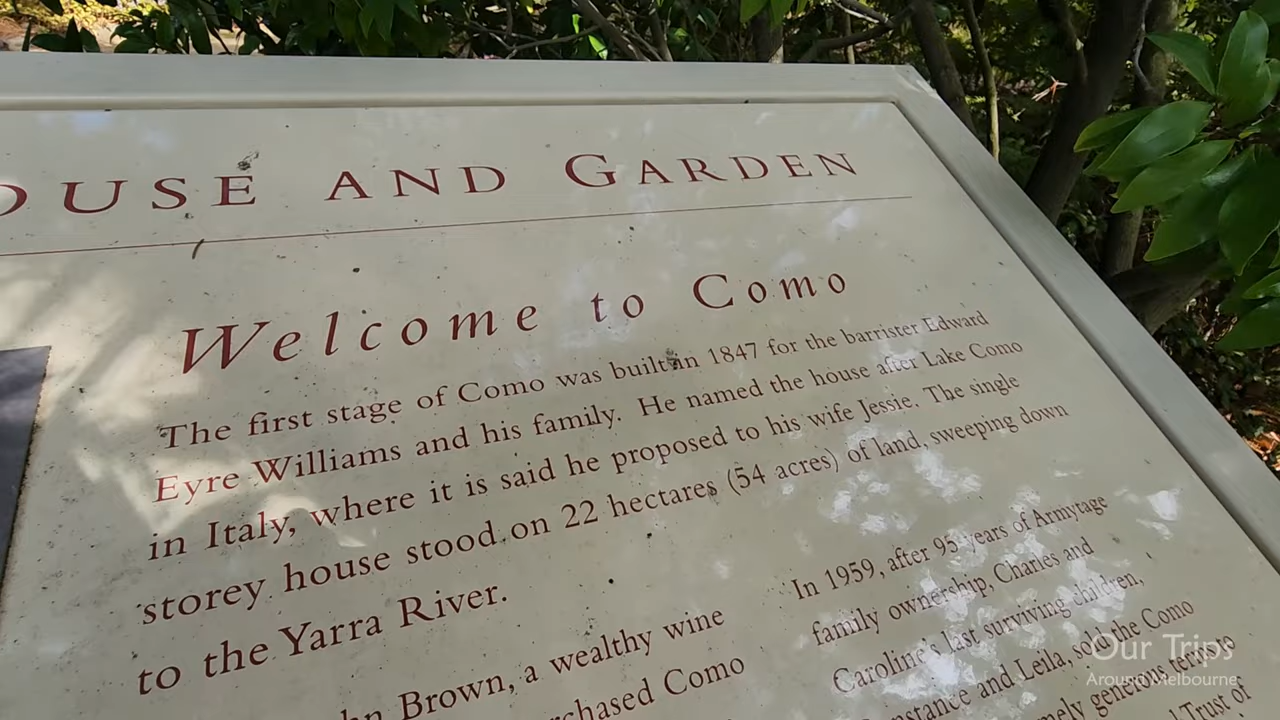 OUSE AND GARDEN
Welcome to Como
The first stage of Como was built in 1847 for the barrister Edward
Eyre Williams and his family. He named the house after Lake Como
in Italy, where it is said he proposed to his wife Jessie. The single
storey house stood on 22 hectares (54 acres) of land, sweeping down
to the Yarra River.
hn Brown, a wealthy wine
rchased Como
In 1959, after 95 years of Armytage
family ownership, Charles and
Caroline's last surviving children,
nstance and Leila, sold the Como
mely generous terms to
l Trust of
Our Trips
Around Melbourne